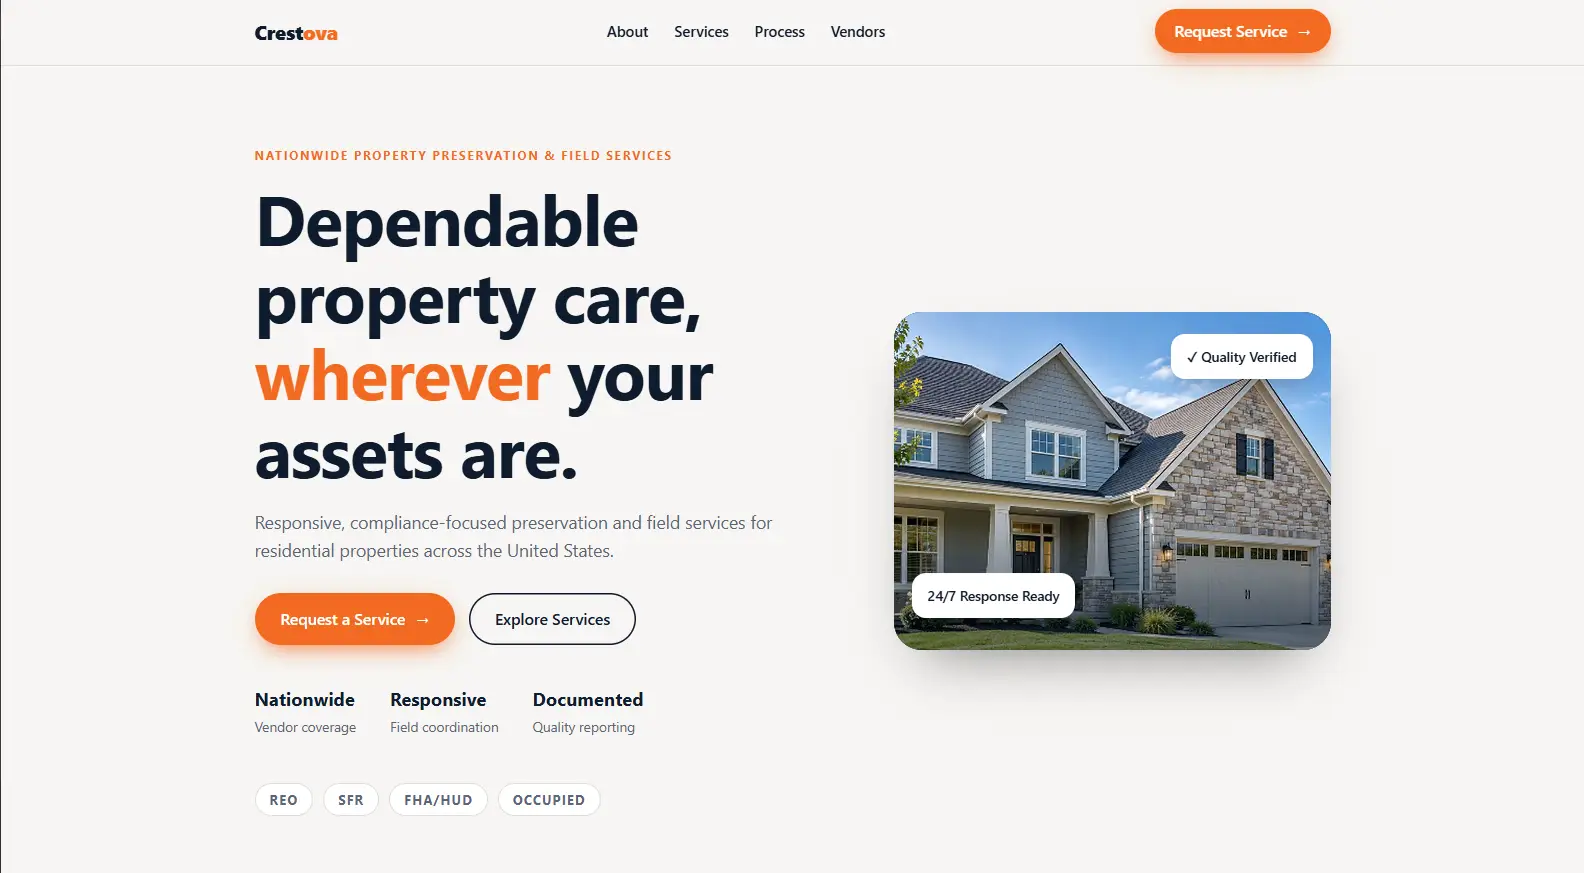 Crestova
About Services Process Vendors
Request Service →
NATIONWIDE PROPERTY PRESERVATION & FIELD SERVICES
Dependable
property care,
wherever your
assets are.
Responsive, compliance-focused preservation and field services for
residential properties across the United States.
Request a Service →
Explore Services
Nationwide
Vendor coverage
Responsive
Field coordination
Documented
Quality reporting
REO
SFR
FHA/HUD
OCCUPIED
✓ Quality Verified
24/7 Response Ready